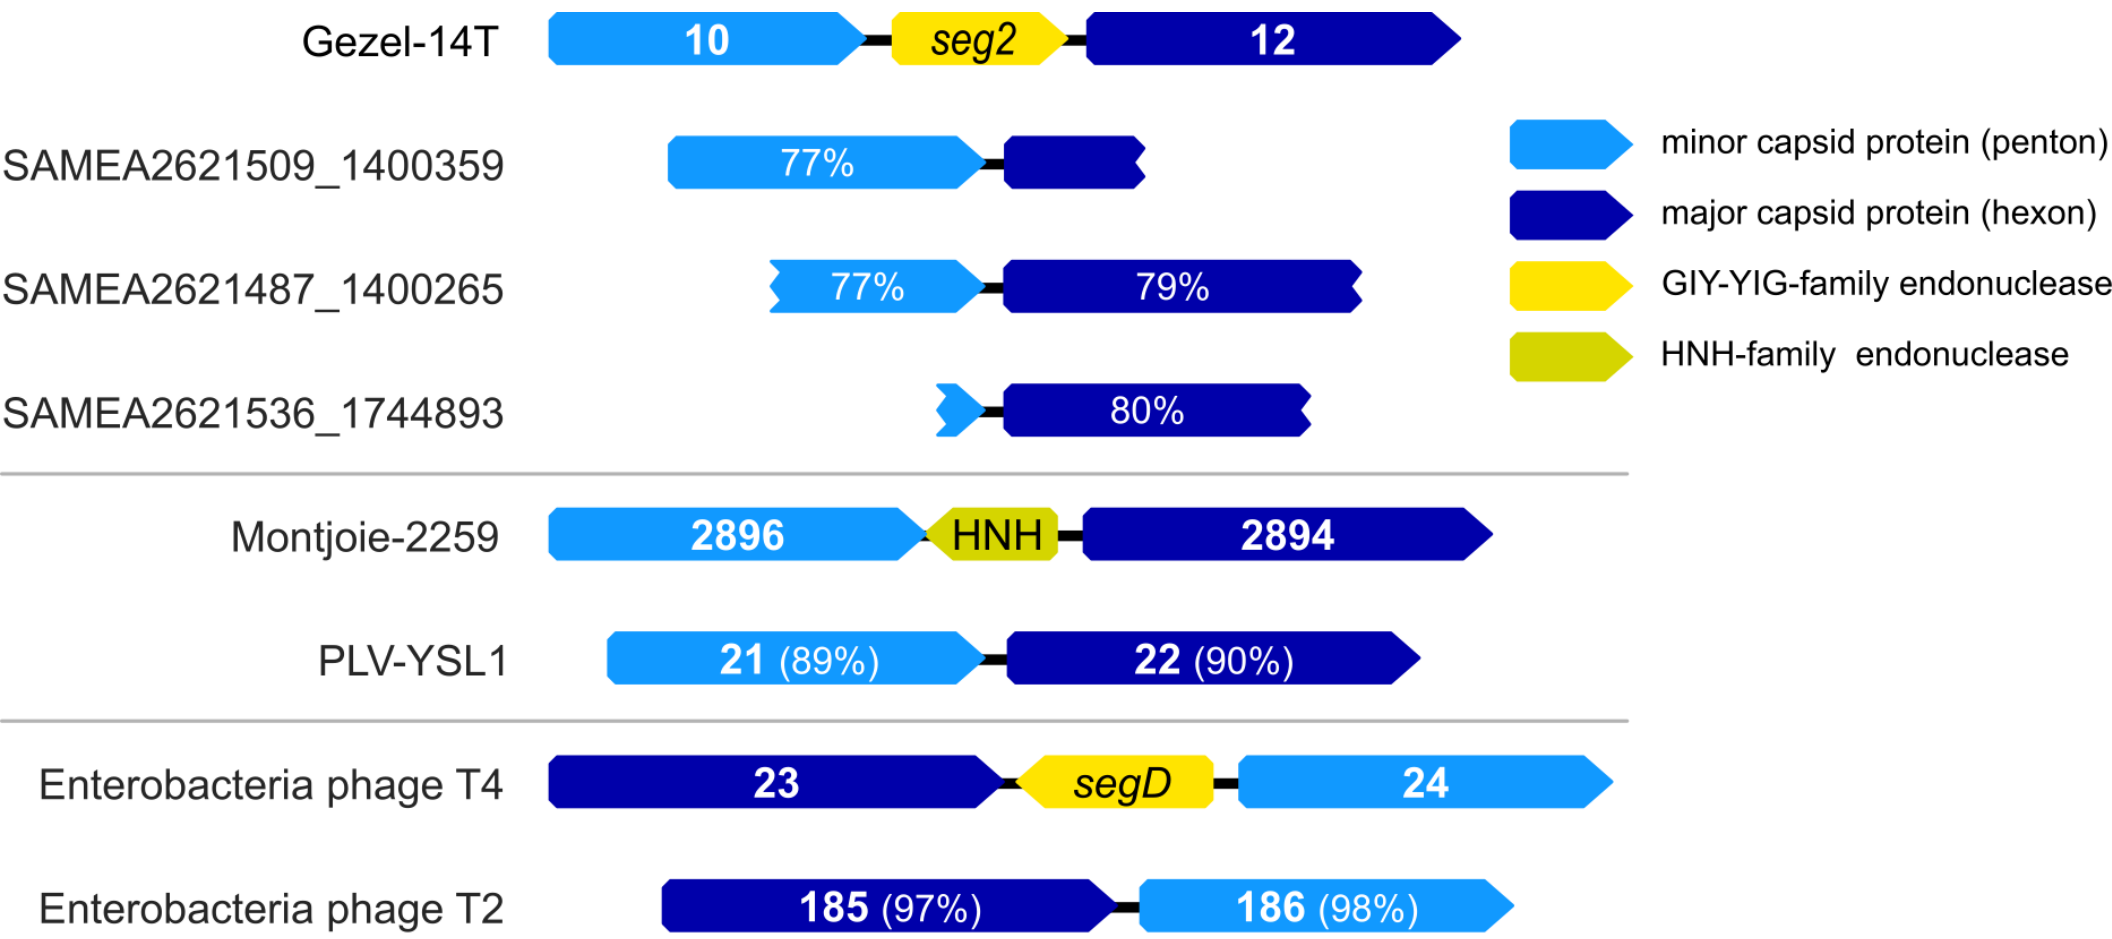 Gezel-14T 10 seg2 12
SAMEA2621509_1400359 77%
SAMEA2621487_1400265 77% 79%
SAMEA2621536_1744893 80%
minor capsid protein (penton)
major capsid protein (hexon)
GIY-YIG-family endonuclease
HNH-family endonuclease
Montjoie-2259 2896 HNH 2894
PLV-YSL1 21 (89%) 22 (90%)
Enterobacteria phage T4 23 segD 24
Enterobacteria phage T2 185 (97%) 186 (98%)